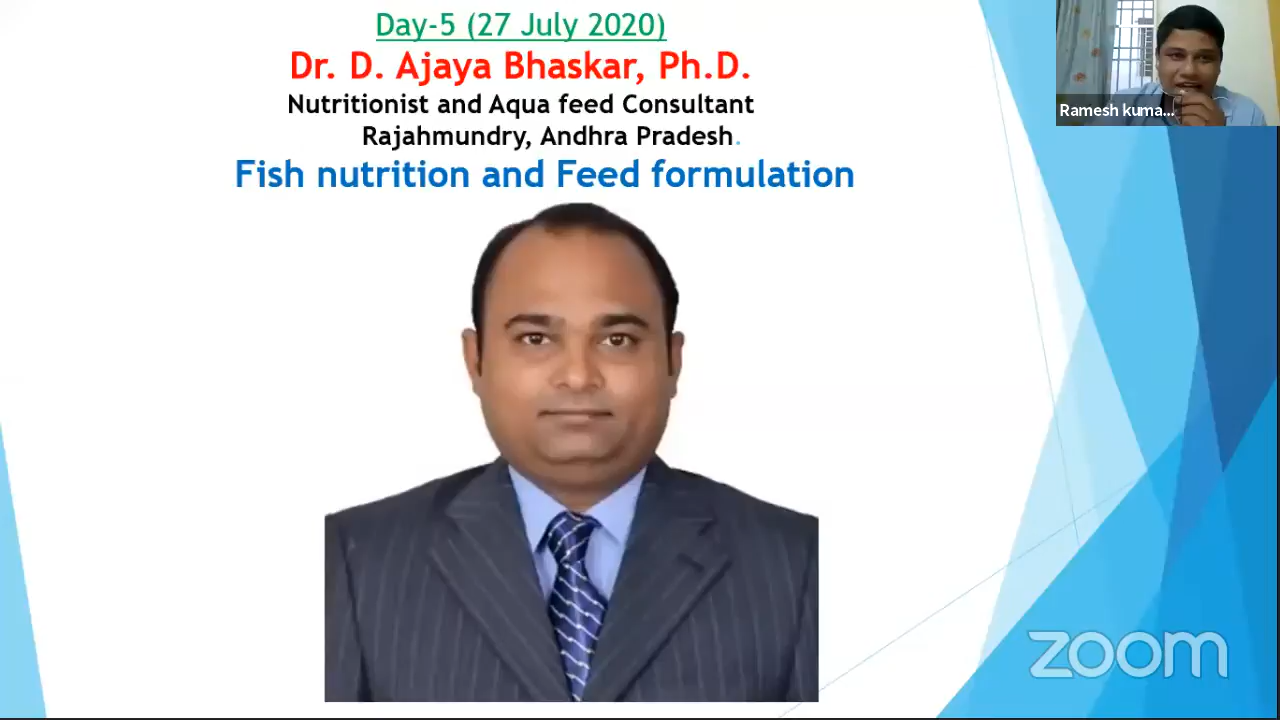 Day-5 (27 July 2020)
Dr. D. Ajaya Bhaskar, Ph.D.
Nutritionist and Aqua feed Consultant
Rajahmundry, Andhra Pradesh.
Fish nutrition and Feed formulation
Ramesh kuma...
zoom